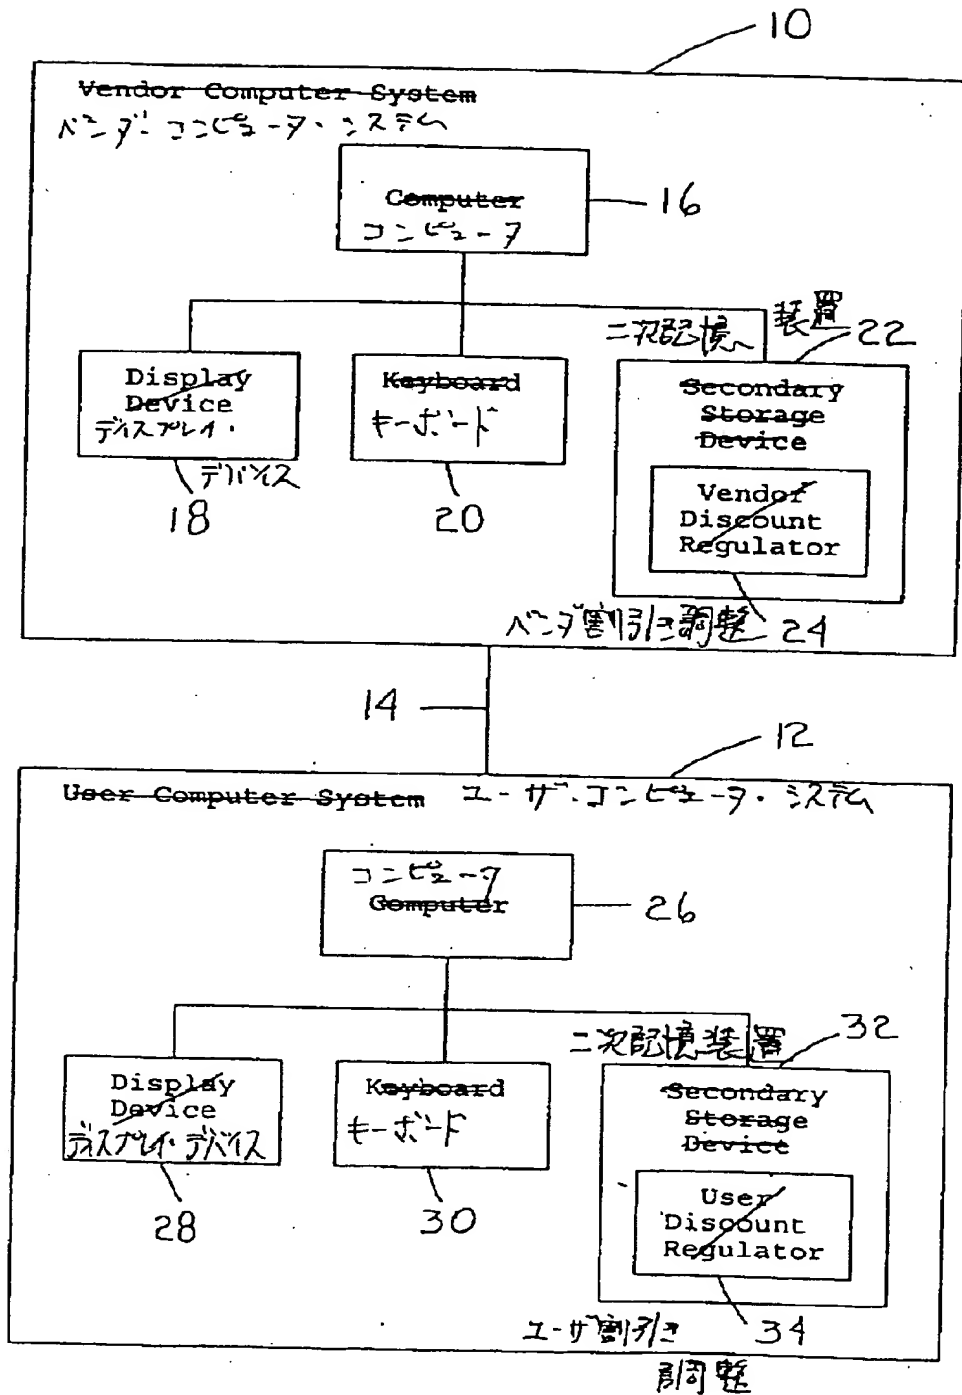 10
Vendor Computer System
ベンダ・コンピュータ・システム
Computer
コンピュータ
16
二次記憶
装置
22
Display
Device
ディスプレイ・
デバイス
18
Keyboard
キーボード
20
Secondary
Storage
Device
Vendor
Discount
Regulator
ベンダ割引き調整
24
14
12
User Computer System ユーザ・コンピュータ・システム
コンピュータ
Computer
26
二次記憶装置
32
Display
Device
ディスプレイ・デバイス
28
Keyboard
キーボード
30
Secondary
Storage
Device
User
Discount
Regulator
ユーザ割引き
調整
34